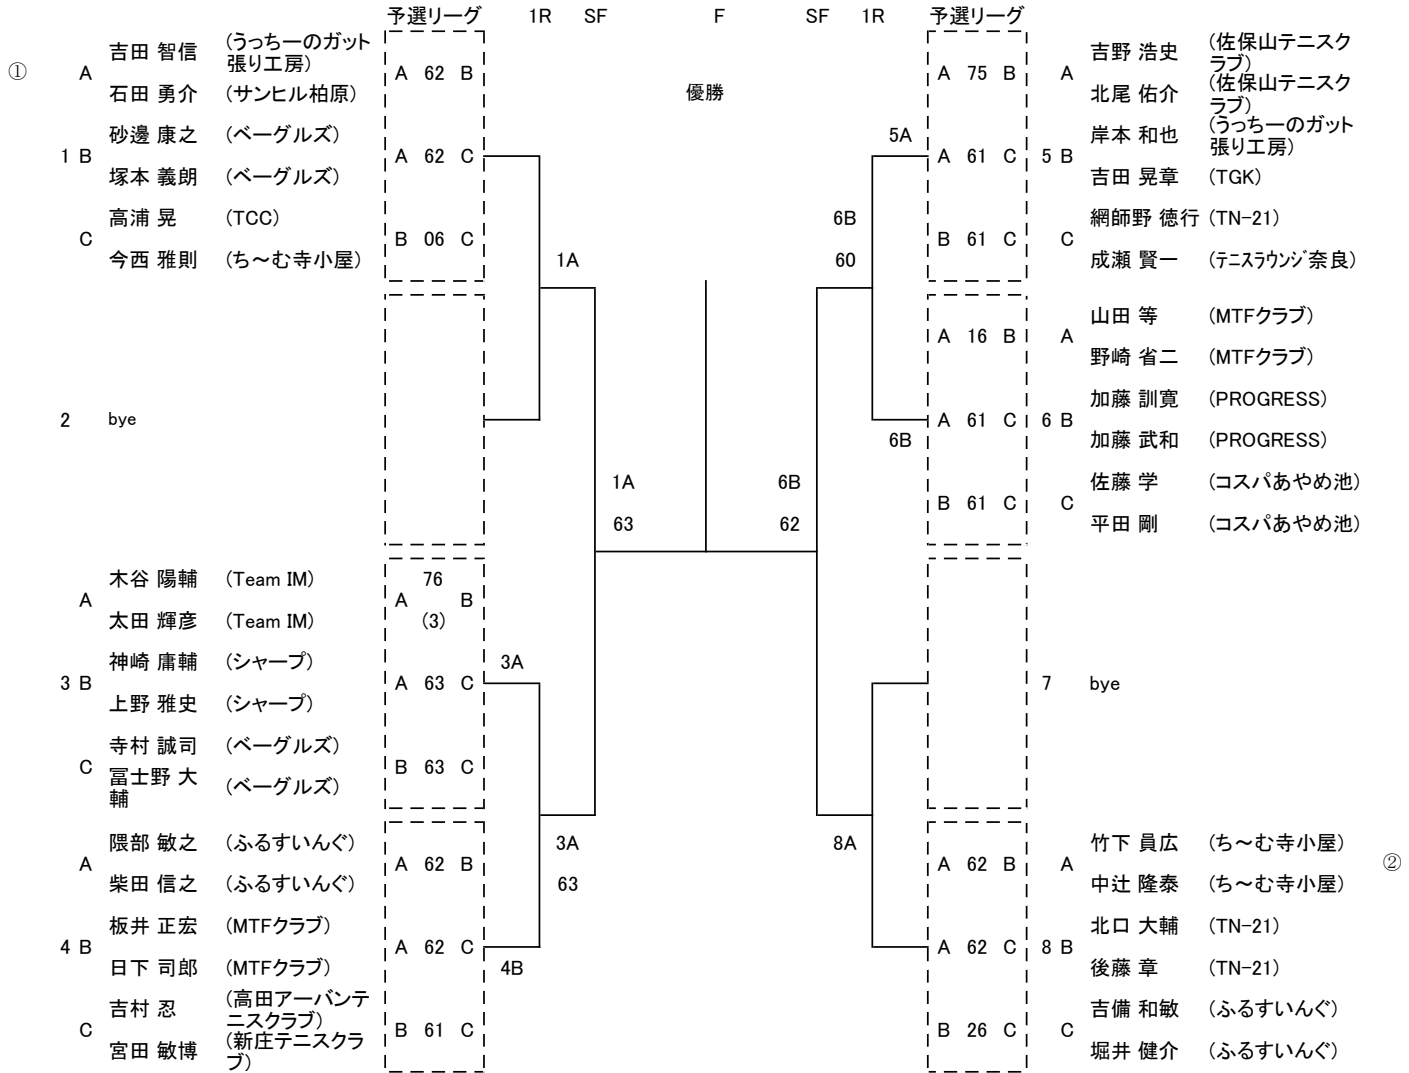 予選リーグ 1R SF F SF 1R 予選リーグ
優勝
①
1
A 吉田 智信 (うっちーのガット
張り工房)
石田 勇介 (サンヒル柏原)
B 砂邊 康之 (ベーグルズ)
塚本 義朗 (ベーグルズ)
C 高浦 晃 (TCC)
今西 雅則 (ち～む寺小屋)
A 62 B
A 62 C
B 06 C
2 bye
3
A 木谷 陽輔 (Team IM)
太田 輝彦 (Team IM)
B 神崎 庸輔 (シャープ)
上野 雅史 (シャープ)
C 寺村 誠司 (ベーグルズ)
冨士野 大
輔 (ベーグルズ)
76
A B
(3)
A 63 C
B 63 C
4
A 隈部 敏之 (ふるすいんぐ)
柴田 信之 (ふるすいんぐ)
B 板井 正宏 (MTFクラブ)
日下 司郎 (MTFクラブ)
C 吉村 忍 (高田アーバンテ
ニスクラブ)
宮田 敏博 (新庄テニスクラ
ブ)
A 62 B
A 62 C
B 61 C
1A
3A
4B
3A
63
1A
63
6B
62
6B
60
5A
6B
8A
A 75 B
A 61 C
B 61 C
5
A 吉野 浩史 (佐保山テニスク
ラブ)
北尾 佑介 (佐保山テニスク
ラブ)
B 岸本 和也 (うっちーのガット
張り工房)
吉田 晃章 (TGK)
C 網師野 徳行 (TN-21)
成瀬 賢一 (ﾃﾆｽﾗｳﾝｼﾞ奈良)
A 16 B
A 61 C
B 61 C
6
A 山田 等 (MTFクラブ)
野崎 省二 (MTFクラブ)
B 加藤 訓寛 (PROGRESS)
加藤 武和 (PROGRESS)
C 佐藤 学 (コスパあやめ池)
平田 剛 (コスパあやめ池)
7 bye
A 62 B
A 62 C
B 26 C
8
A 竹下 員広 (ち～む寺小屋)
中辻 隆泰 (ち～む寺小屋)
B 北口 大輔 (TN-21)
後藤 章 (TN-21)
C 吉備 和敏 (ふるすいんぐ)
堀井 健介 (ふるすいんぐ)
②